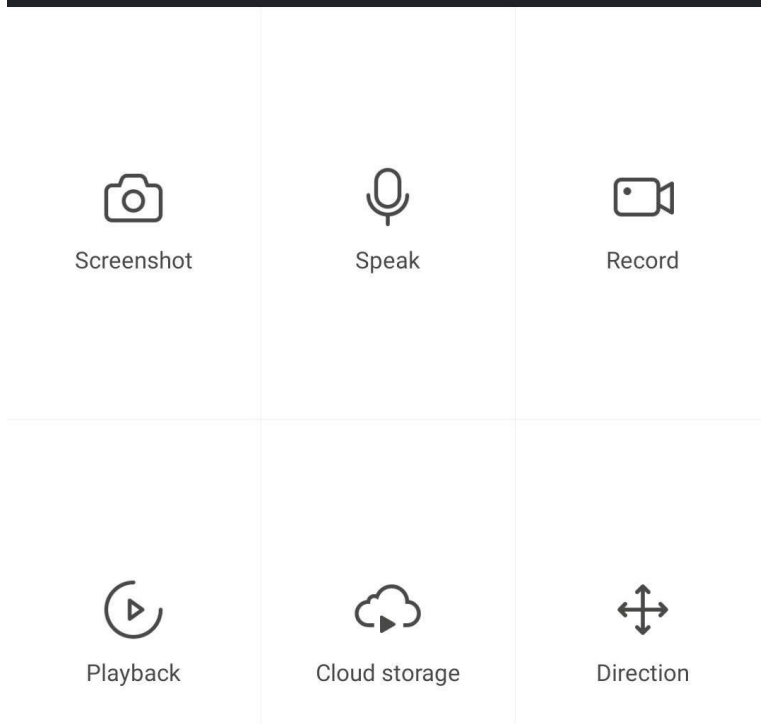 Screenshot
Speak
Record
Playback
Cloud storage
Direction